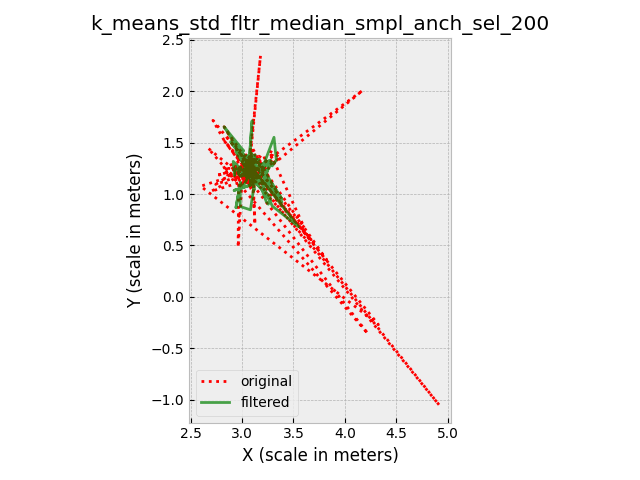 k_means_std_fltr_median_smpl_anch_sel_200
2.5
2.0
1.5
1.0
0.5
0.0
−0.5
−1.0
Y (scale in meters)
original
filtered
2.5 3.0 3.5 4.0 4.5 5.0
X (scale in meters)